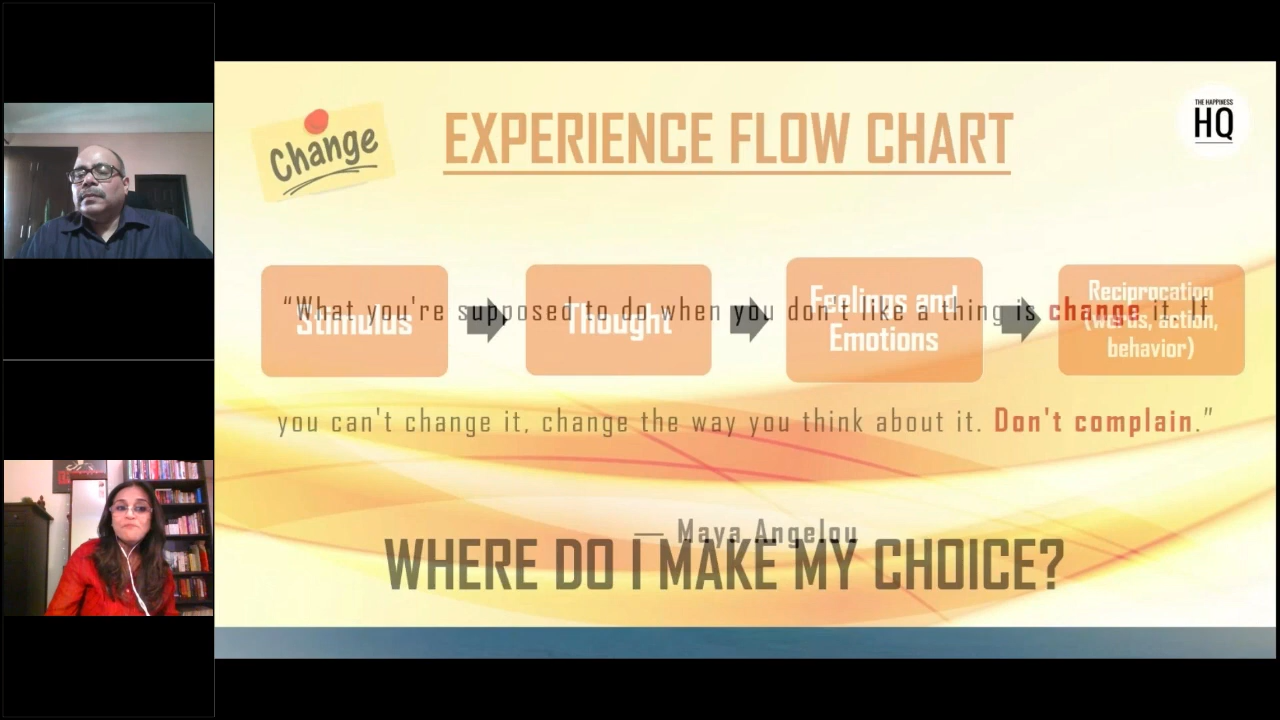 Change
EXPERIENCE FLOW CHART
THE HAPPINESS
HQ
Stimulus
Thought
Feelings and
Emotions
Reciprocation
(words, action,
behavior)
“What you're supposed to do when you don't like a thing is change it. If
you can't change it, change the way you think about it. Don't complain.”
— Maya Angelou
WHERE DO I MAKE MY CHOICE?